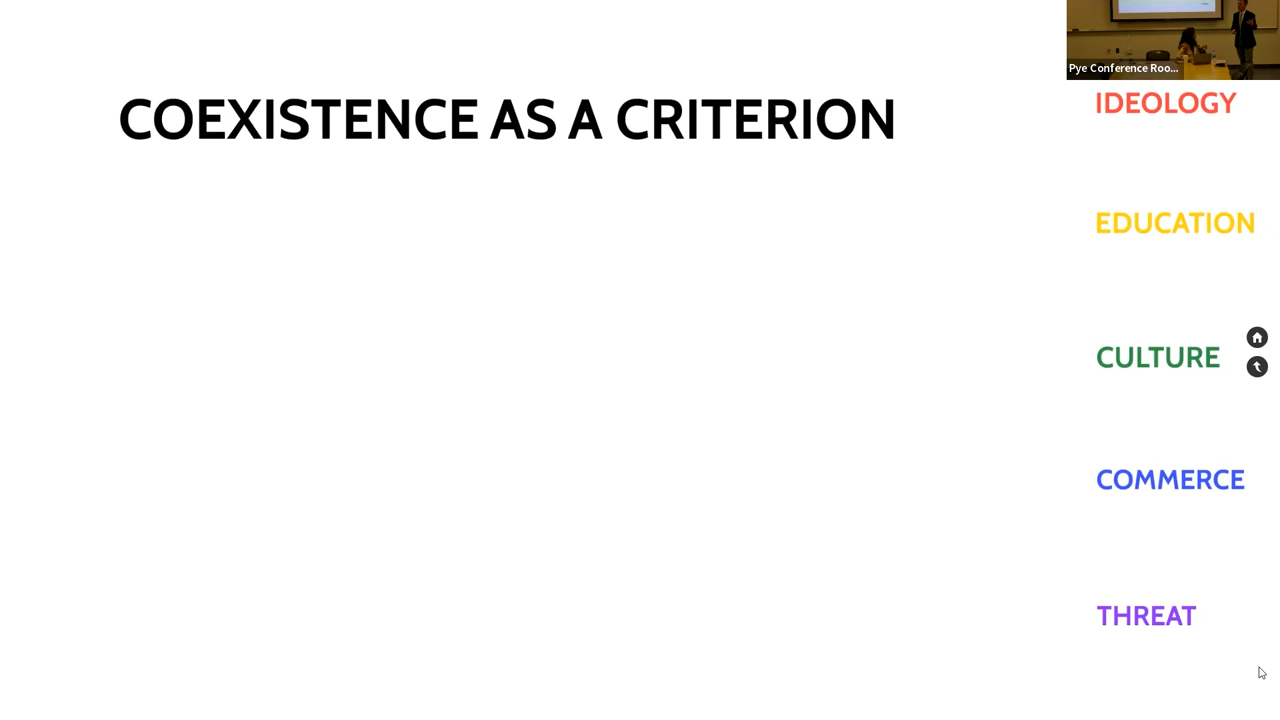 COEXISTENCE AS A CRITERION
Pye Conference Roo...
IDEOLOGY
EDUCATION
CULTURE
COMMERCE
THREAT